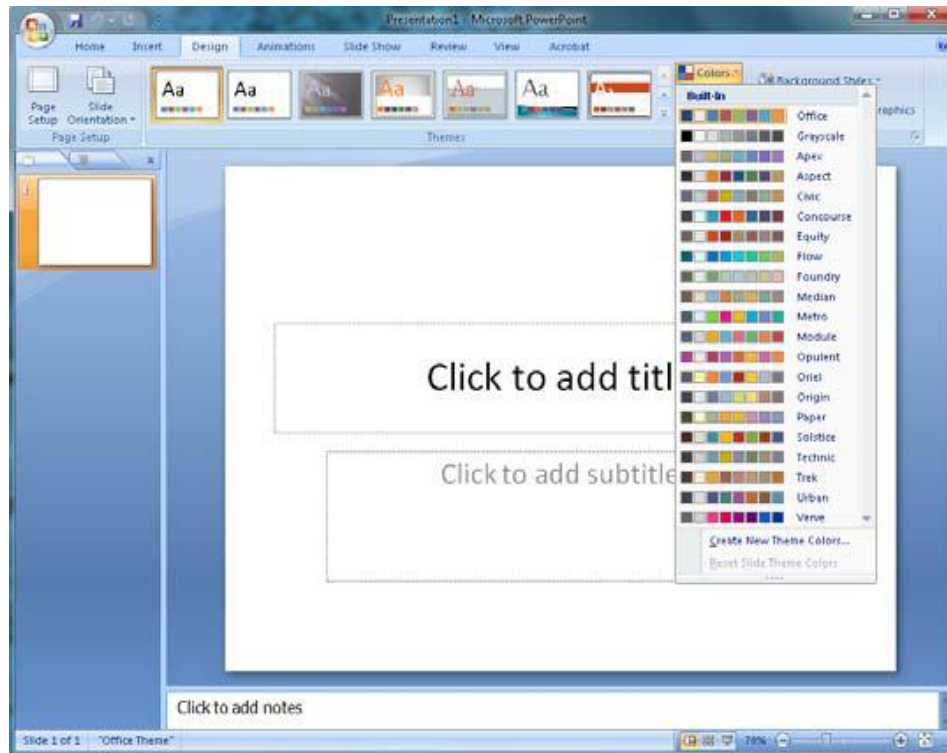 Presentation1 - Microsoft PowerPoint
Home Insert Design Animations Slide Show Review View Acrobat
Page Setup
Slide Orientation
Aa Aa Aa Aa Aa Aa Aa
Colors
Background Styles
raphics
Page Setup
Themes
Built-In
Office
Grayscale
Apex
Aspect
Civic
Concourse
Equity
Flow
Foundry
Median
Metro
Module
Opulent
Oriel
Origin
Paper
Solstice
Technic
Trek
Urban
Verve
Create New Theme Colors...
Reset Slide Theme Colors
1
Click to add titl
Click to add subtitle
Click to add notes
Slide 1 of 1 "Office Theme" 78%